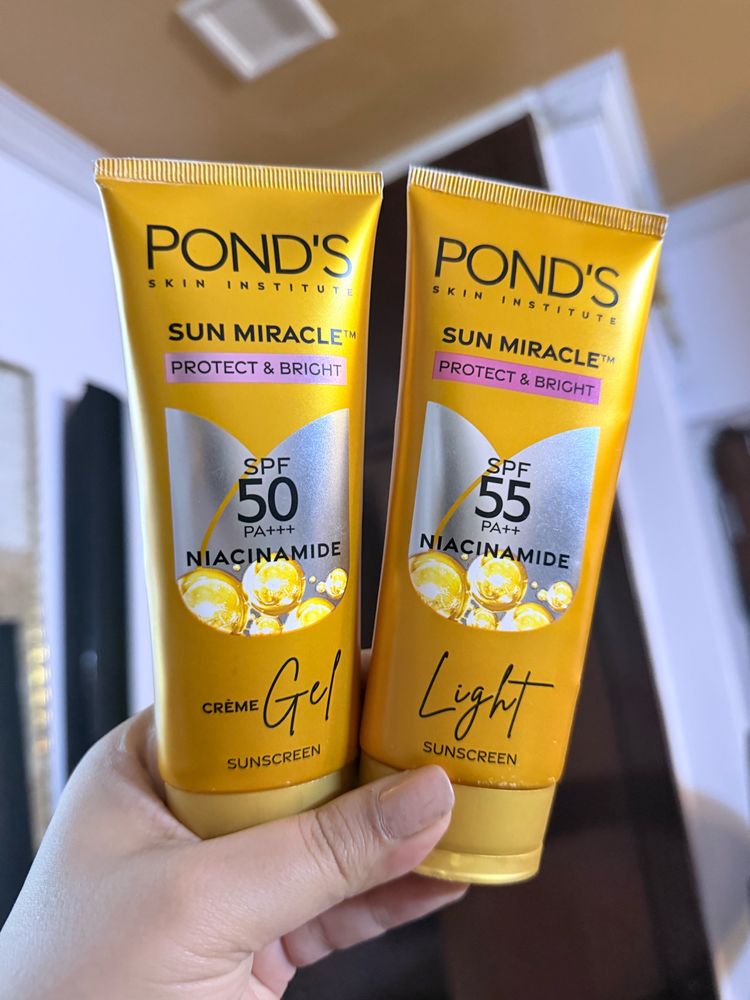 POND'S
SKIN INSTITUTE
SUN MIRACLE™
PROTECT & BRIGHT
SPF
50
PA+++
NIACINAMIDE
CRÈME Gel
SUNSCREEN
POND'S
SKIN INSTITUTE
SUN MIRACLE™
PROTECT & BRIGHT
SPF
55
PA++
NIACINAMIDE
Light
SUNSCREEN